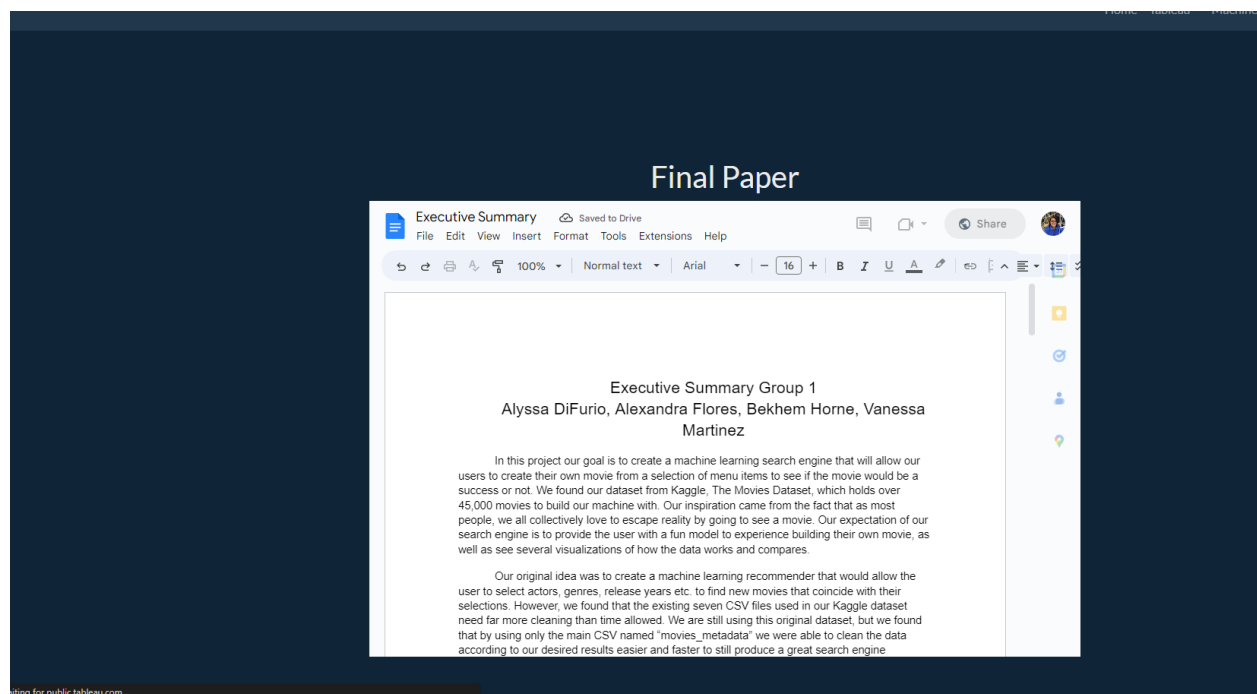 Home Tableau Machine
Final Paper
Executive Summary Saved to Drive
File Edit View Insert Format Tools Extensions Help
Share
100% Normal text Arial − 16 + B I U A
Executive Summary Group 1
Alyssa DiFurio, Alexandra Flores, Bekhem Horne, Vanessa
Martinez
In this project our goal is to create a machine learning search engine that will allow our
users to create their own movie from a selection of menu items to see if the movie would be a
success or not. We found our dataset from Kaggle, The Movies Dataset, which holds over
45,000 movies to build our machine with. Our inspiration came from the fact that as most
people, we all collectively love to escape reality by going to see a movie. Our expectation of our
search engine is to provide the user with a fun model to experience building their own movie, as
well as see several visualizations of how the data works and compares.
Our original idea was to create a machine learning recommender that would allow the
user to select actors, genres, release years etc. to find new movies that coincide with their
selections. However, we found that the existing seven CSV files used in our Kaggle dataset
need far more cleaning than time allowed. We are still using this original dataset, but we found
that by using only the main CSV named “movies_metadata” we were able to clean the data
according to our desired results easier and faster to still produce a great search engine
for public.tableau.com